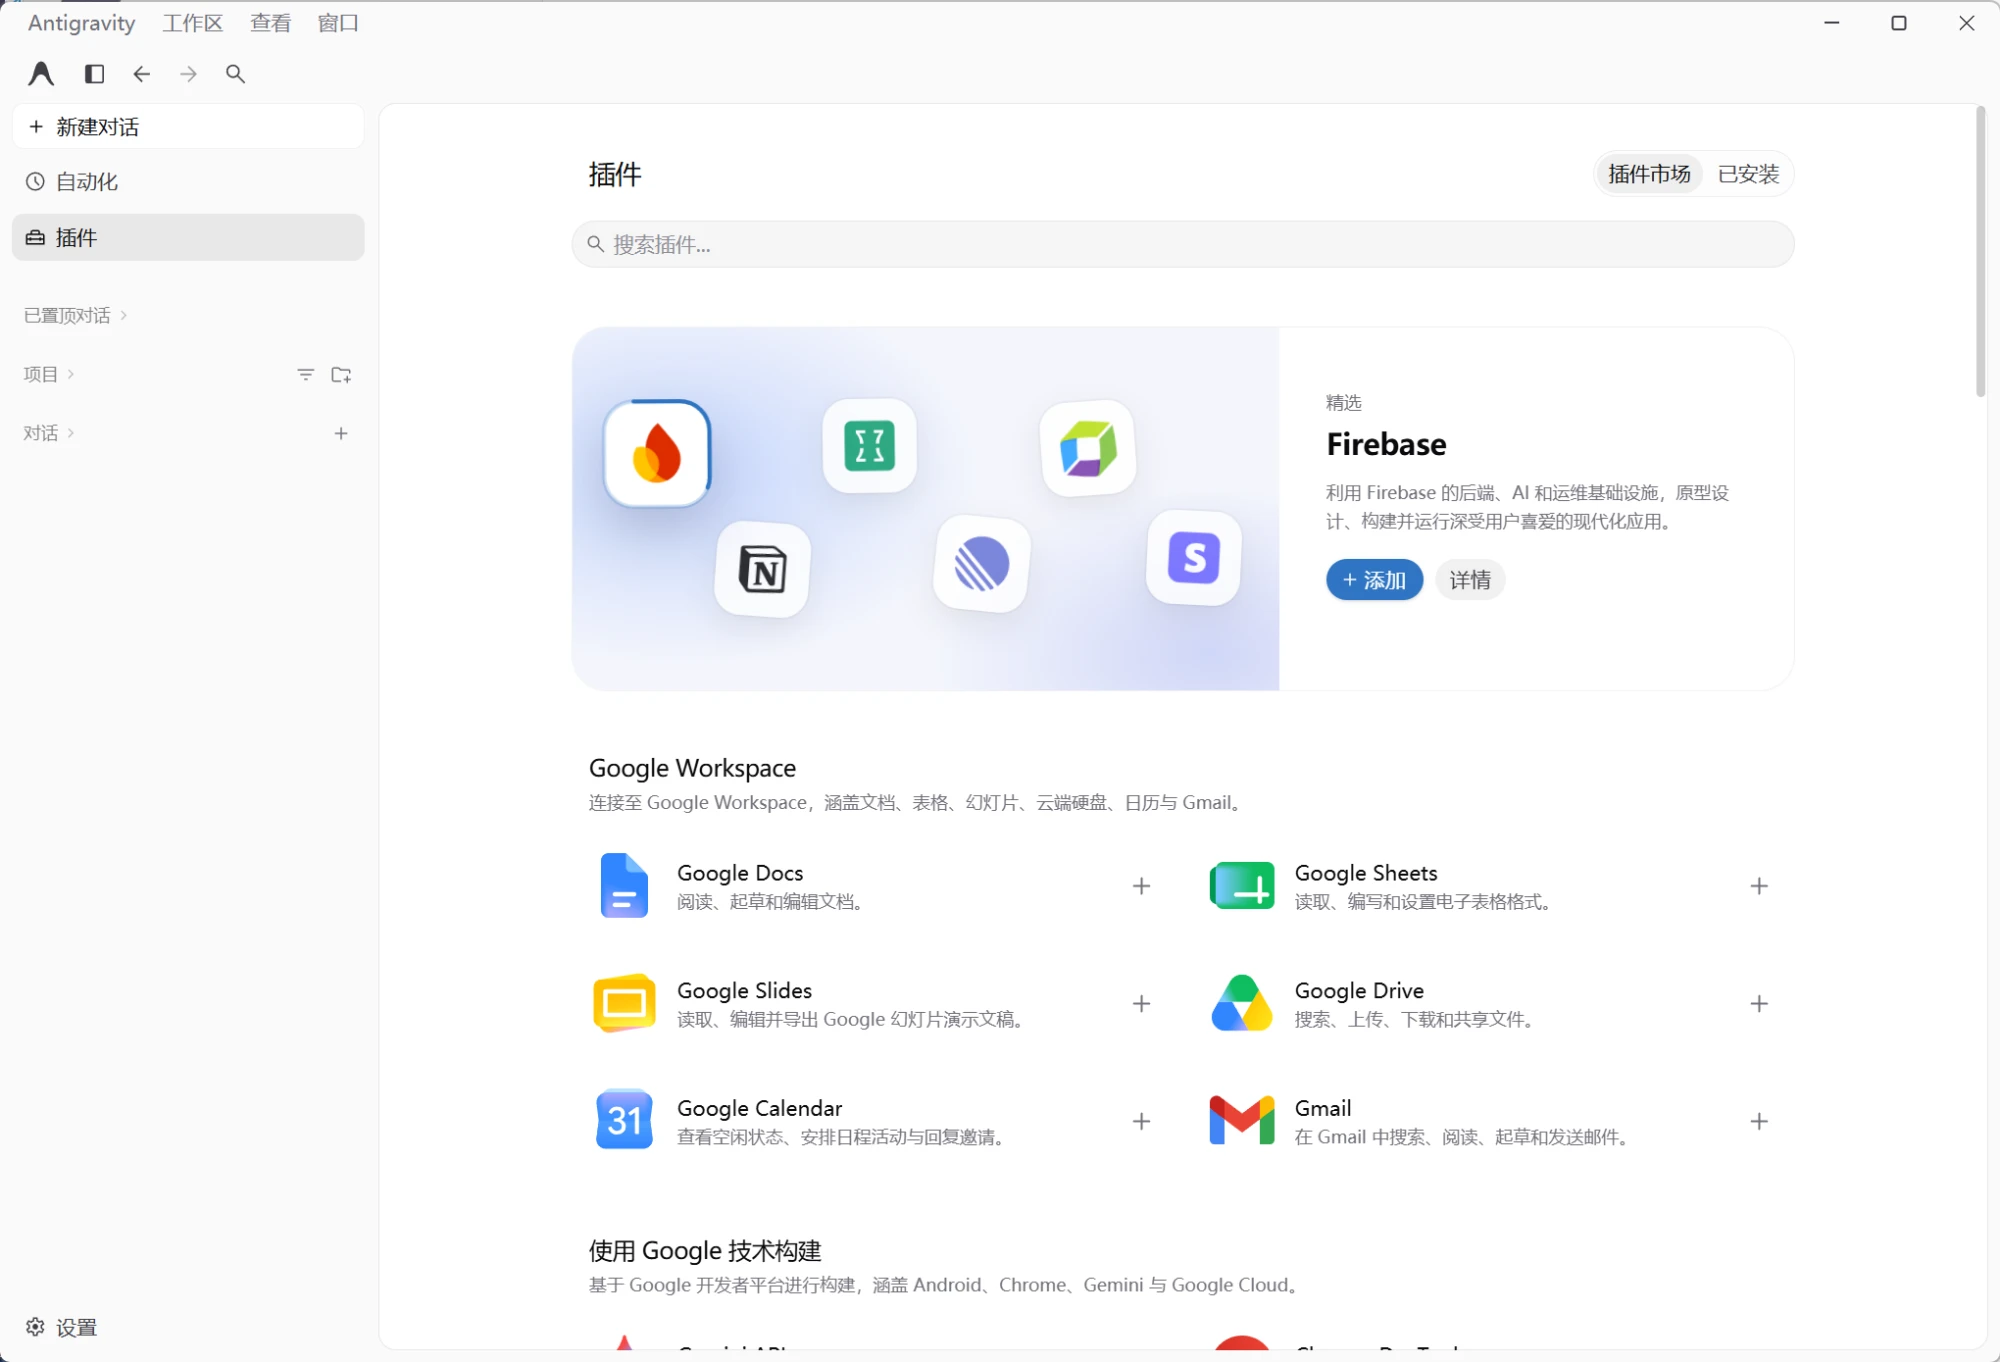 Antigravity 工作区 查看 窗口
新建对话
自动化
插件
已置顶对话
项目
对话
设置
插件
插件市场 已安装
搜索插件...
N
S
精选
Firebase
利用 Firebase 的后端、AI 和运维基础设施，原型设
计、构建并运行深受用户喜爱的现代化应用。
+ 添加 详情
Google Workspace
连接至 Google Workspace，涵盖文档、表格、幻灯片、云端硬盘、日历与 Gmail。
Google Docs
阅读、起草和编辑文档。
Google Sheets
读取、编写和设置电子表格格式。
Google Slides
读取、编辑并导出 Google 幻灯片演示文稿。
Google Drive
搜索、上传、下载和共享文件。
31
Google Calendar
查看空闲状态、安排日程活动与回复邀请。
Gmail
在 Gmail 中搜索、阅读、起草和发送邮件。
使用 Google 技术构建
基于 Google 开发者平台进行构建，涵盖 Android、Chrome、Gemini 与 Google Cloud。